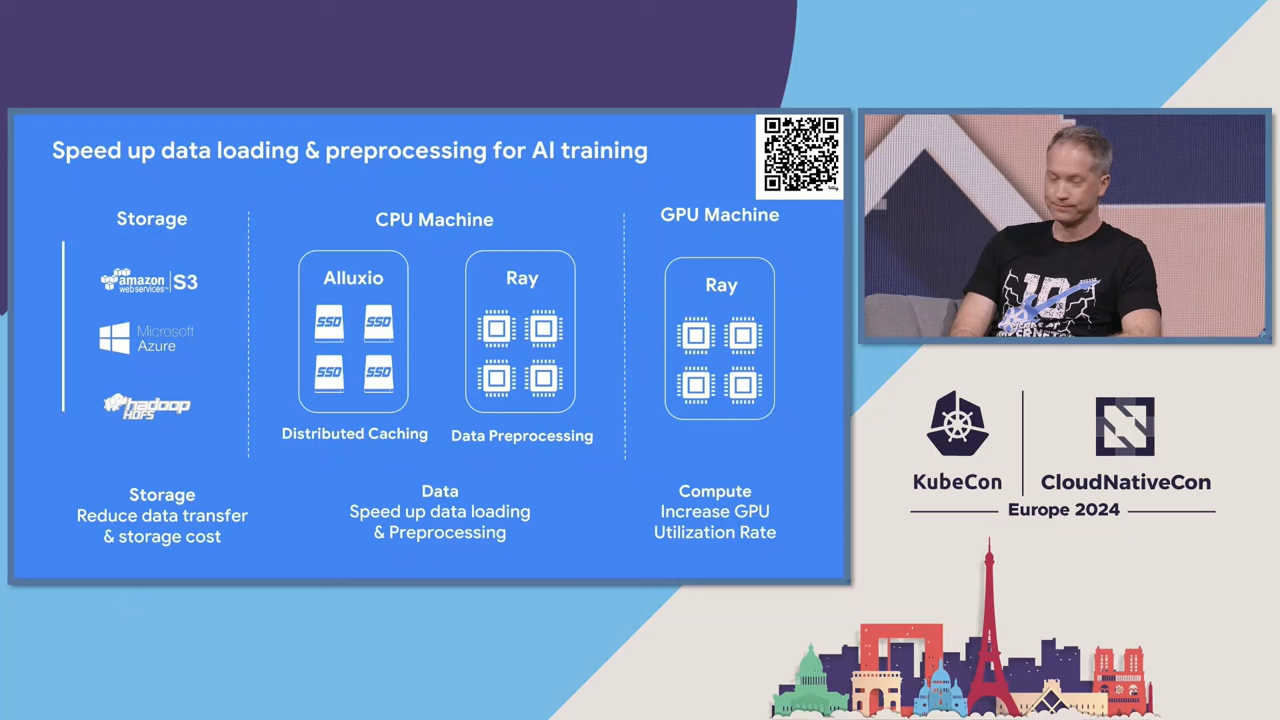 Speed up data loading & preprocessing for AI training
Storage
amazon
web services™
S3
Microsoft
Azure
hadoop
HDFS
CPU Machine
Alluxio
SSD SSD
SSD SSD
Distributed Caching
Ray
Data Preprocessing
GPU Machine
Ray
Storage
Reduce data transfer
& storage cost
Data
Speed up data loading
& Preprocessing
Compute
Increase GPU
Utilization Rate
10
KubeCon
CloudNativeCon
Europe 2024